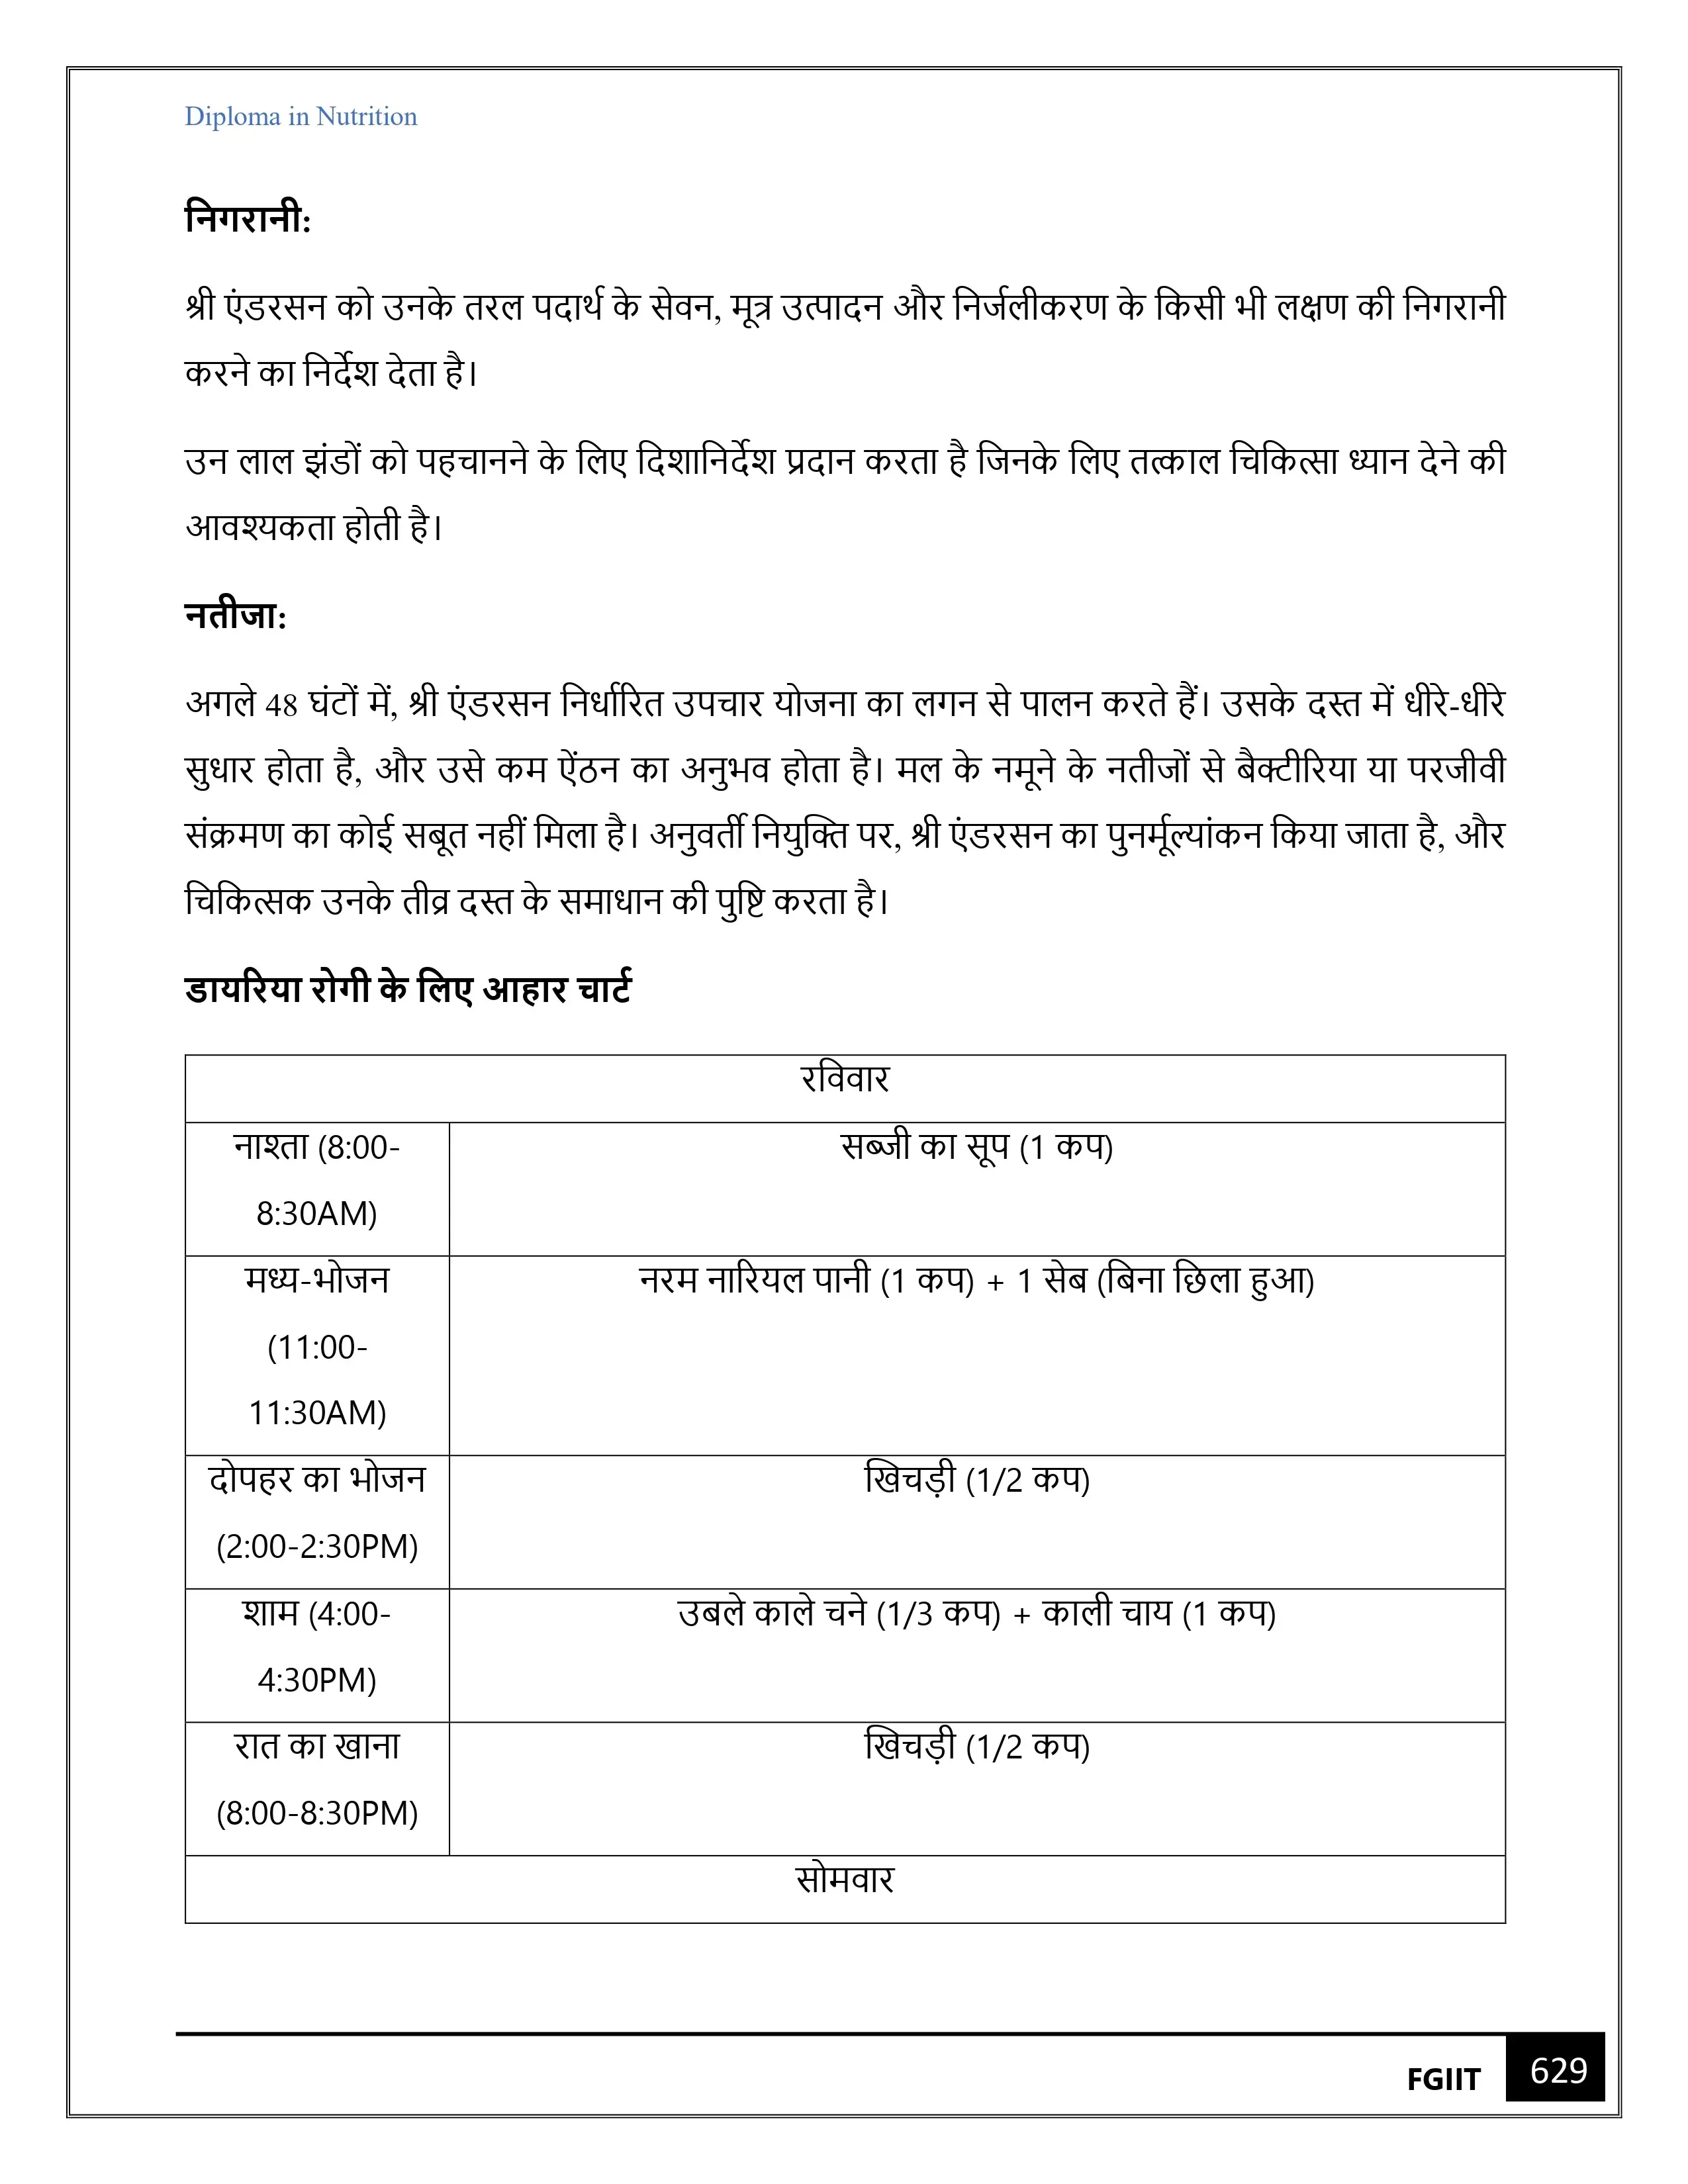 Diploma in Nutrition
निगरानी:
श्री एंडरसन को उनके तरल पदार्थ के सेवन, मूत्र उत्पादन और निर्जलीकरण के किसी भी लक्षण की निगरानी
करने का निर्देश देता है।
उन लाल झंडों को पहचानने के लिए दिशानिर्देश प्रदान करता है जिनके लिए तत्काल चिकित्सा ध्यान देने की
आवश्यकता होती है।
नतीजा:
अगले 48 घंटों में, श्री एंडरसन निर्धारित उपचार योजना का लगन से पालन करते हैं। उसके दस्त में धीरे-धीरे
सुधार होता है, और उसे कम ऐंठन का अनुभव होता है। मल के नमूने के नतीजों से बैक्टीरिया या परजीवी
संक्रमण का कोई सबूत नहीं मिला है। अनुवर्ती नियुक्ति पर, श्री एंडरसन का पुनर्मूल्यांकन किया जाता है, और
चिकित्सक उनके तीव्र दस्त के समाधान की पुष्टि करता है।
डायरिया रोगी के लिए आहार चार्ट
रविवार
नाश्ता (8:00-
8:30AM)
सब्जी का सूप (1 कप)
मध्य-भोजन
(11:00-
11:30AM)
नरम नारियल पानी (1 कप) + 1 सेब (बिना छिला हुआ)
दोपहर का भोजन
(2:00-2:30PM)
खिचड़ी (1/2 कप)
शाम (4:00-
4:30PM)
उबले काले चने (1/3 कप) + काली चाय (1 कप)
रात का खाना
(8:00-8:30PM)
खिचड़ी (1/2 कप)
सोमवार
FGIIT 629